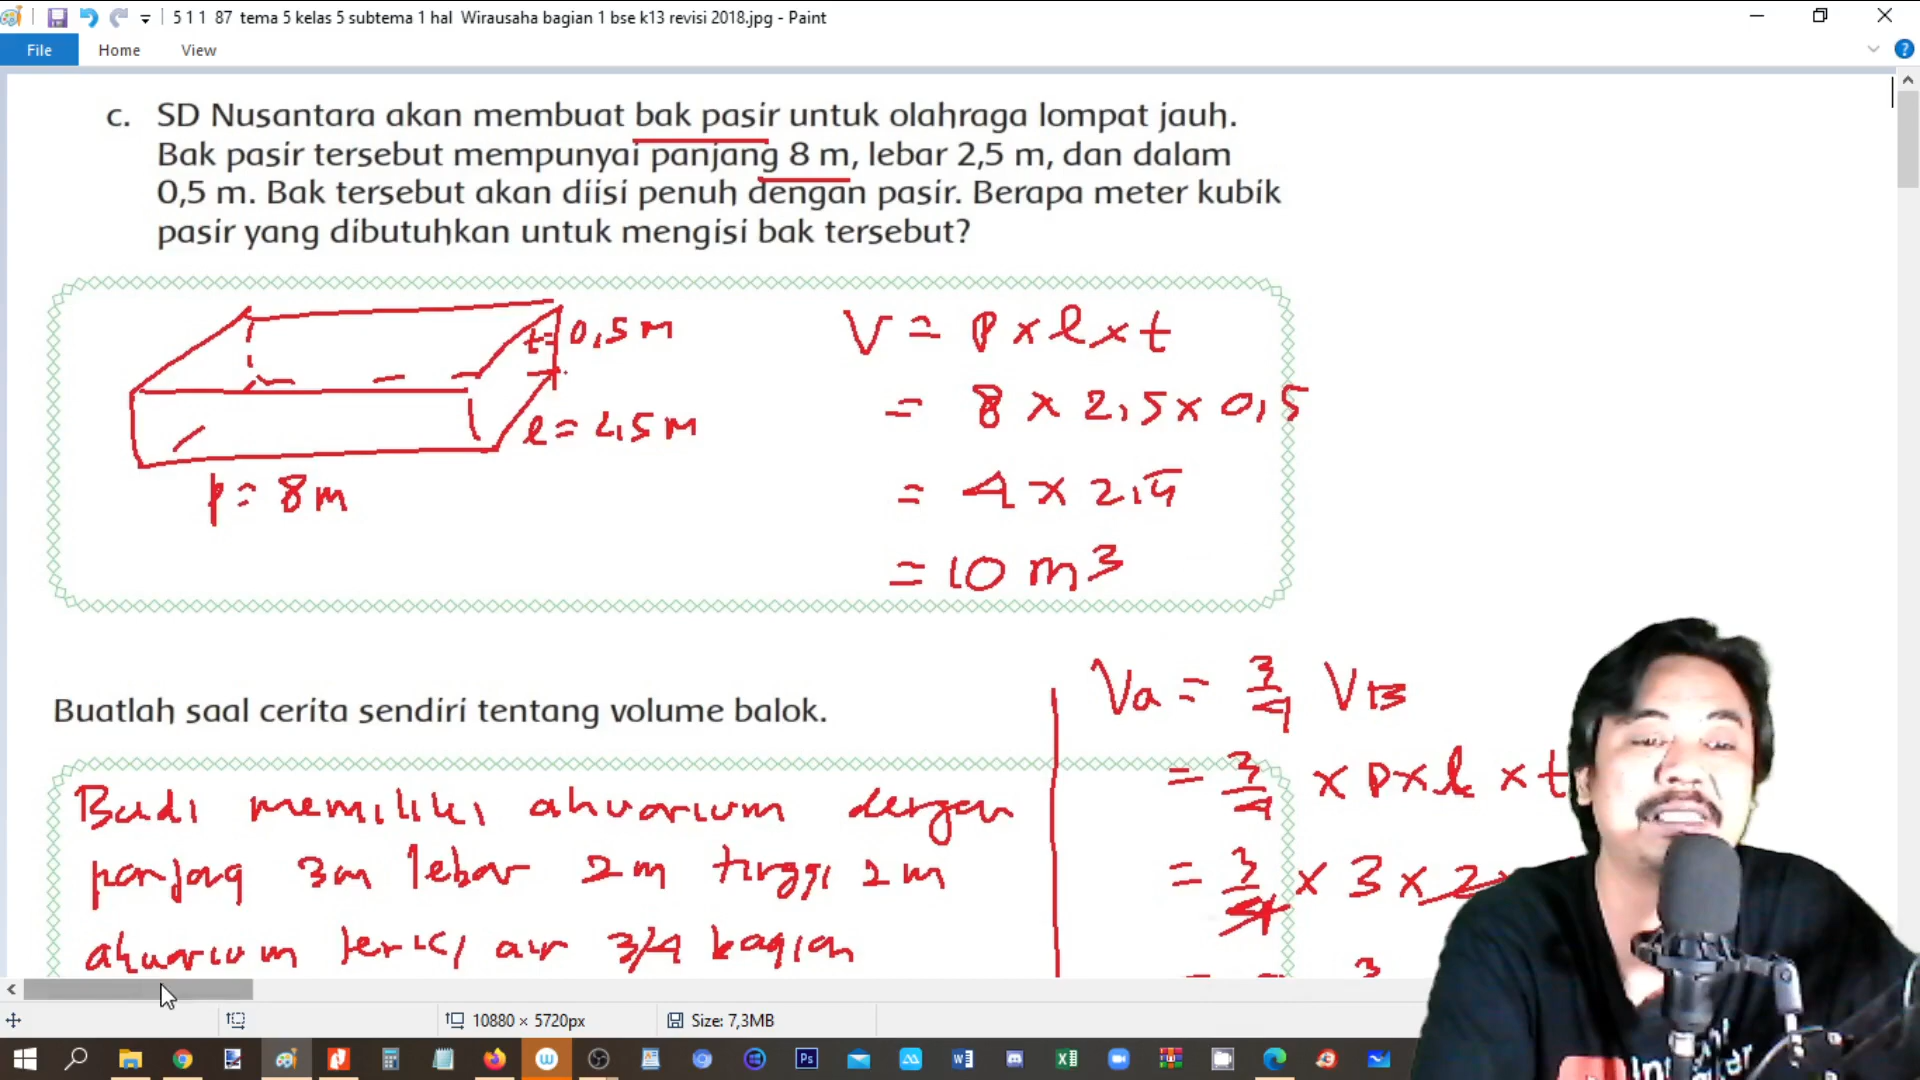 5 1 1 87 tema 5 kelas 5 subtema 1 hal Wirausaha bagian 1 bse k13 revisi 2018.jpg - Paint
File Home View
c. SD Nusantara akan membuat bak pasir untuk olahraga lompat jauh.
Bak pasir tersebut mempunyai panjang 8 m, lebar 2,5 m, dan dalam
0,5 m. Bak tersebut akan diisi penuh dengan pasir. Berapa meter kubik
pasir yang dibutuhkan untuk mengisi bak tersebut?
t= 0,5 m
l = 2,5 m
p = 8 m
V = p x l x t
= 8 x 2,5 x 0,5
= 4 x 2,5
= 10 m3
Buatlah saal cerita sendiri tentang volume balok.
Budi memiliki akuarium dengan
panjang 3m lebar 2m tinggi 2m
akuarium terisi air 3/4 bagian
Va = 3/4 VB
= 3/4 x p x l x t
= 3/4 x 3 x 2
3
10880 × 5720px
Size: 7,3MB